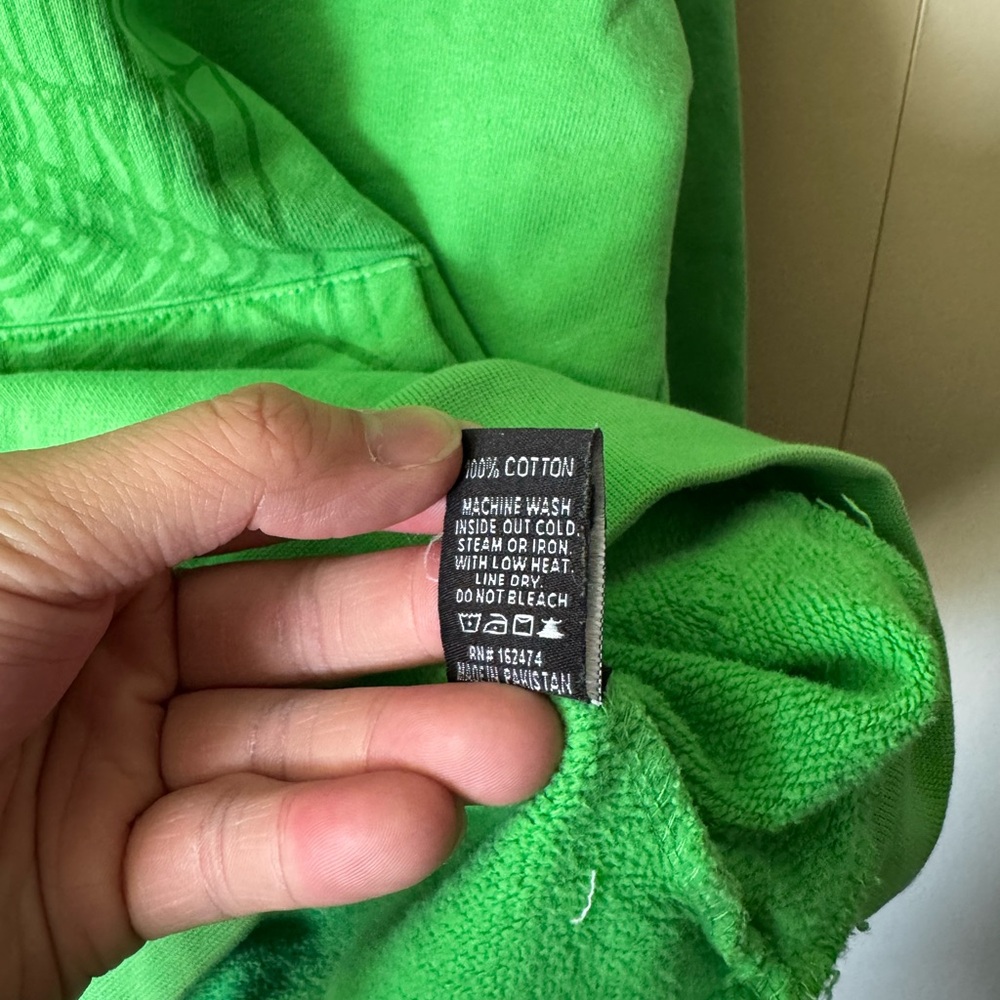 100% COTTON
MACHINE WASH
INSIDE OUT COLD.
STEAM OR IRON.
WITH LOW HEAT.
LINE DRY.
DO NOT BLEACH
RN# 162474
MADE IN PAKISTAN